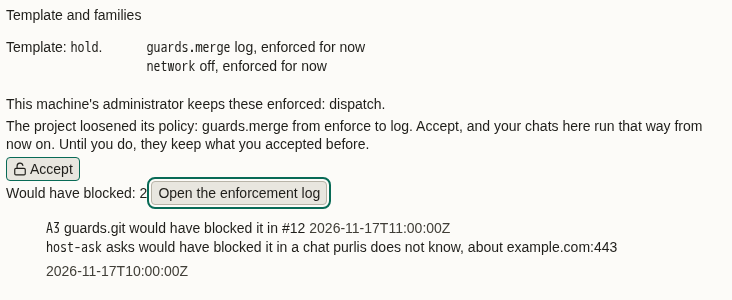 Template and families
Template: hold. guards.merge log, enforced for now
network off, enforced for now
This machine's administrator keeps these enforced: dispatch.
The project loosened its policy: guards.merge from enforce to log. Accept, and your chats here run that way from
now on. Until you do, they keep what you accepted before.
Accept
Would have blocked: 2 Open the enforcement log
A3 guards.git would have blocked it in #12 2026-11-17T11:00:00Z
host-ask asks would have blocked it in a chat purlis does not know, about example.com:443
2026-11-17T10:00:00Z